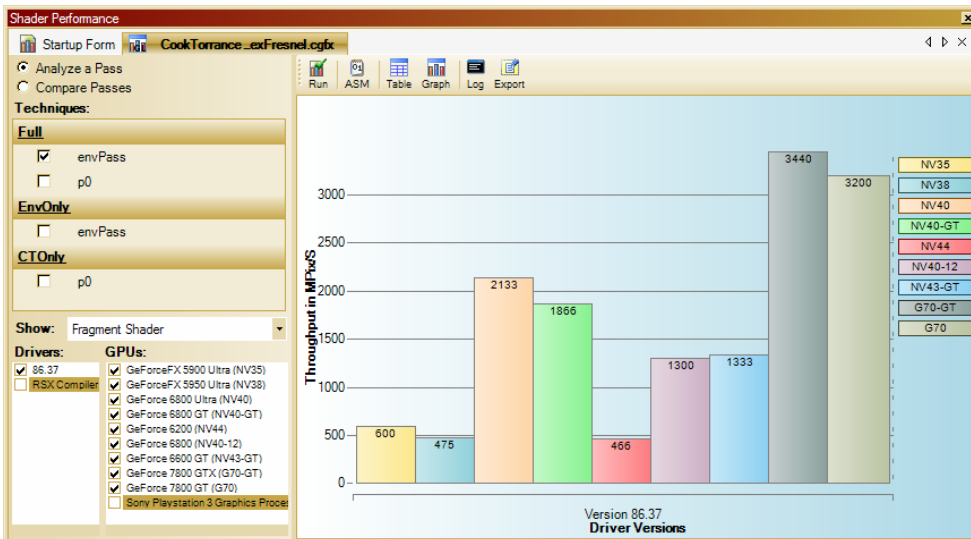 Shader Performance
Startup Form
CookTorrance_exFresnel.cgfx
Analyze a Pass
Compare Passes
Techniques:
Full
envPass
p0
EnvOnly
envPass
CTOnly
p0
Show: Fragment Shader
Drivers:
86.37
RSX Compiler
GPUs:
GeForceFX 5900 Ultra (NV35)
GeForceFX 5950 Ultra (NV38)
GeForce 6800 Ultra (NV40)
GeForce 6800 GT (NV40-GT)
GeForce 6200 (NV44)
GeForce 6800 (NV40-12)
GeForce 6600 GT (NV43-GT)
GeForce 7800 GTX (G70-GT)
GeForce 7800 GT (G70)
Sony Playstation 3 Graphics Proces
Run ASM Table Graph Log Export
Throughput in MPix/S
3000
2500
2000
1500
1000
500
0
600
475
2133
1866
466
1300
1333
3440
3200
Version 86.37
Driver Versions
NV35
NV38
NV40
NV40-GT
NV44
NV40-12
NV43-GT
G70-GT
G70